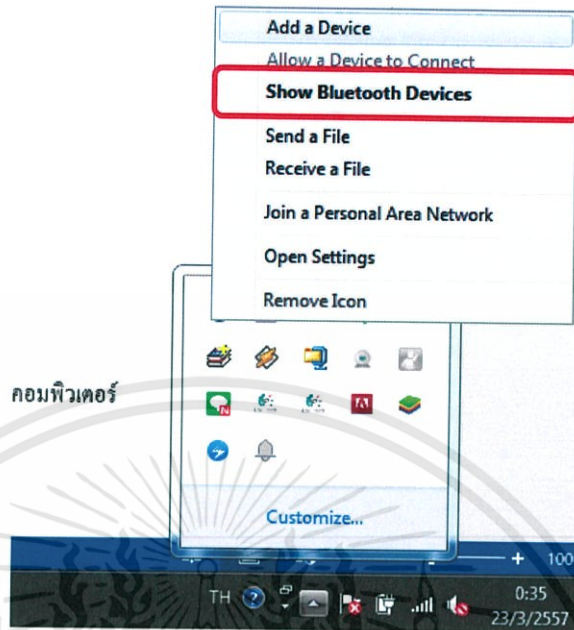 Add a Device
Allow a Device to Connect
Show Bluetooth Devices
Send a File
Receive a File
Join a Personal Area Network
Open Settings
Remove Icon
คอมพิวเตอร์
Customize...
100
TH
0:35
23/3/2557